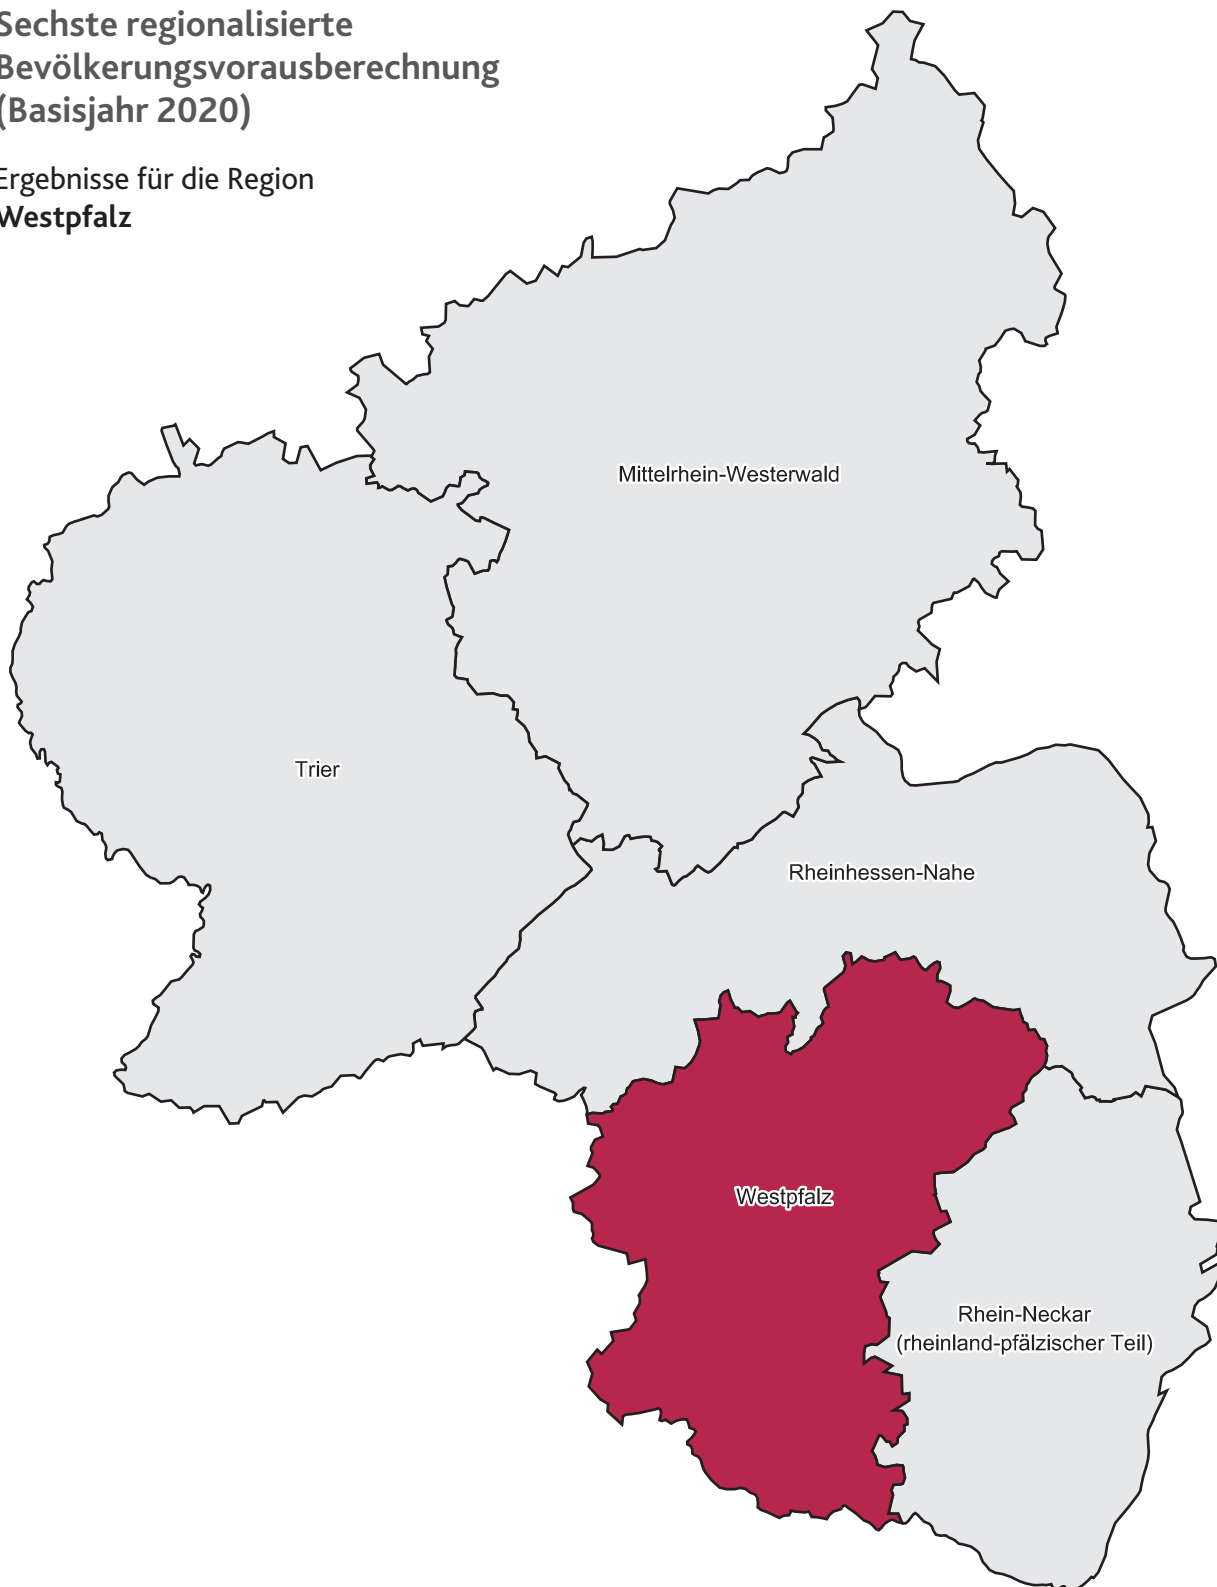 Sechste regionalisierte
Bevölkerungsvorausberechnung
(Basisjahr 2020)
Ergebnisse für die Region
Westpfalz
Mittelrhein-Westerwald
Trier
Rheinhessen-Nahe
Westpfalz
Rhein-Neckar
(rheinland-pfälzischer Teil)